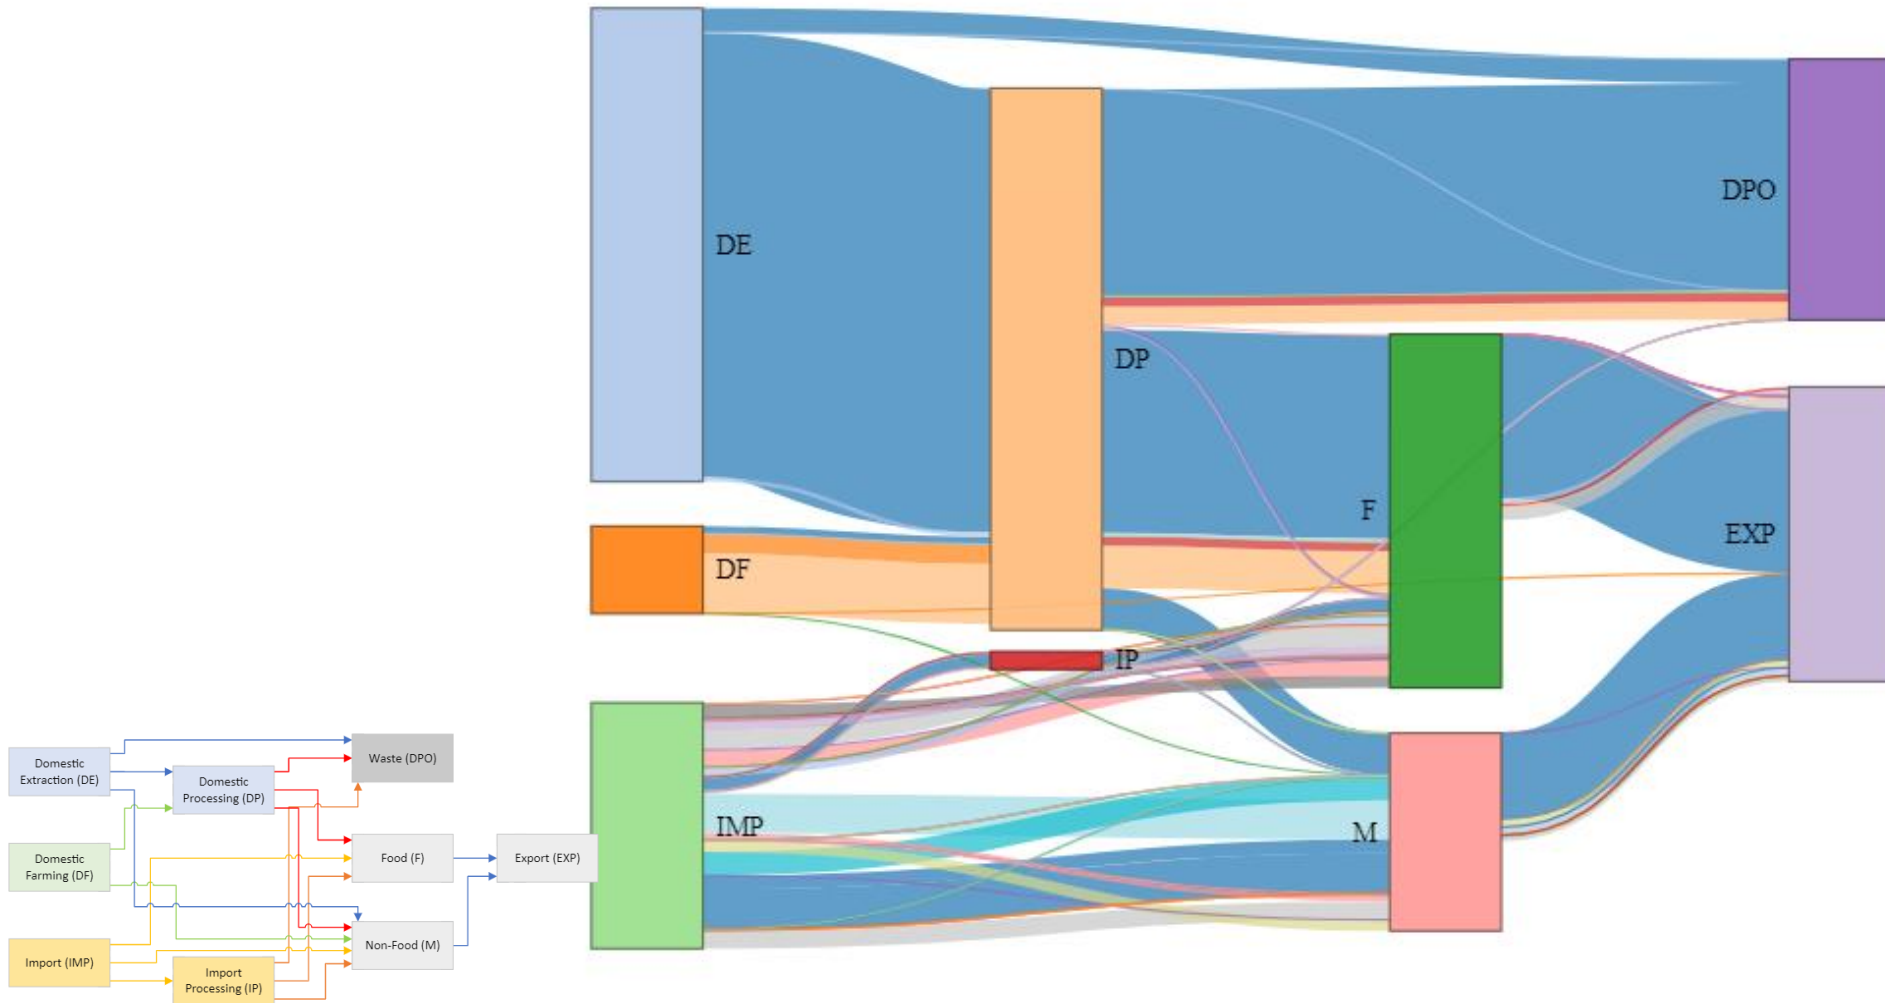 DE
DF
IMP
DP
IP
DPO
F
EXP
M
Domestic
Extraction (DE)
Domestic
Processing (DP)
Waste (DPO)
Domestic
Farming (DF)
Food (F)
Export (EXP)
Import (IMP)
Import
Processing (IP)
Non-Food (M)